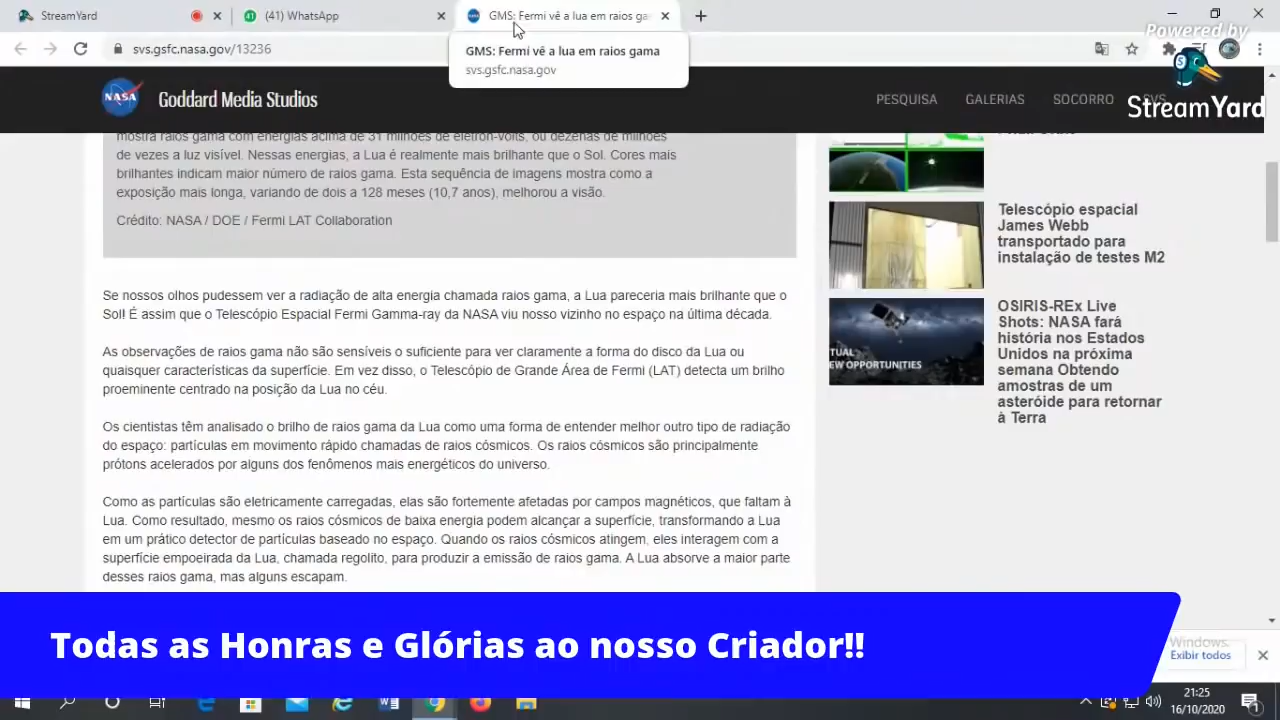 StreamYard
(41) WhatsApp
GMS: Fermi vê a lua em raios ga
Powered by
svs.gsfc.nasa.gov/13236
GMS: Fermi vê a lua em raios gama
svs.gsfc.nasa.gov
NASA
Goddard Media Studios
PESQUISA
GALERIAS
SOCORRO
SVS
StreamYard
mostra raios gama com energias acima de 31 milhões de elétron-volts, ou dezenas de milhões
de vezes a luz visível. Nessas energias, a Lua é realmente mais brilhante que o Sol. Cores mais
brilhantes indicam maior número de raios gama. Esta sequência de imagens mostra como a
exposição mais longa, variando de dois a 128 meses (10,7 anos), melhorou a visão.
Crédito: NASA / DOE / Fermi LAT Collaboration
Se nossos olhos pudessem ver a radiação de alta energia chamada raios gama, a Lua pareceria mais brilhante que o
Sol! É assim que o Telescópio Espacial Fermi Gamma-ray da NASA viu nosso vizinho no espaço na última década.
As observações de raios gama não são sensíveis o suficiente para ver claramente a forma do disco da Lua ou
quaisquer características da superfície. Em vez disso, o Telescópio de Grande Área de Fermi (LAT) detecta um brilho
proeminente centrado na posição da Lua no céu.
Os cientistas têm analisado o brilho de raios gama da Lua como uma forma de entender melhor outro tipo de radiação
do espaço: partículas em movimento rápido chamadas de raios cósmicos. Os raios cósmicos são principalmente
prótons acelerados por alguns dos fenômenos mais energéticos do universo.
Como as partículas são eletricamente carregadas, elas são fortemente afetadas por campos magnéticos, que faltam à
Lua. Como resultado, mesmo os raios cósmicos de baixa energia podem alcançar a superfície, transformando a Lua
em um prático detector de partículas baseado no espaço. Quando os raios cósmicos atingem, eles interagem com a
superfície empoeirada da Lua, chamada regolito, para produzir a emissão de raios gama. A Lua absorve a maior parte
desses raios gama, mas alguns escapam.
Telescópio espacial
James Webb
transportado para
instalação de testes M2
OSIRIS-REx Live
Shots: NASA fará
história nos Estados
Unidos na próxima
semana Obtendo
amostras de um
asteróide para retornar
à Terra
TUAL
EW OPPORTUNITIES
Todas as Honras e Glórias ao nosso Criador!!
Windows.
Exibir todos
21:25
16/10/2020